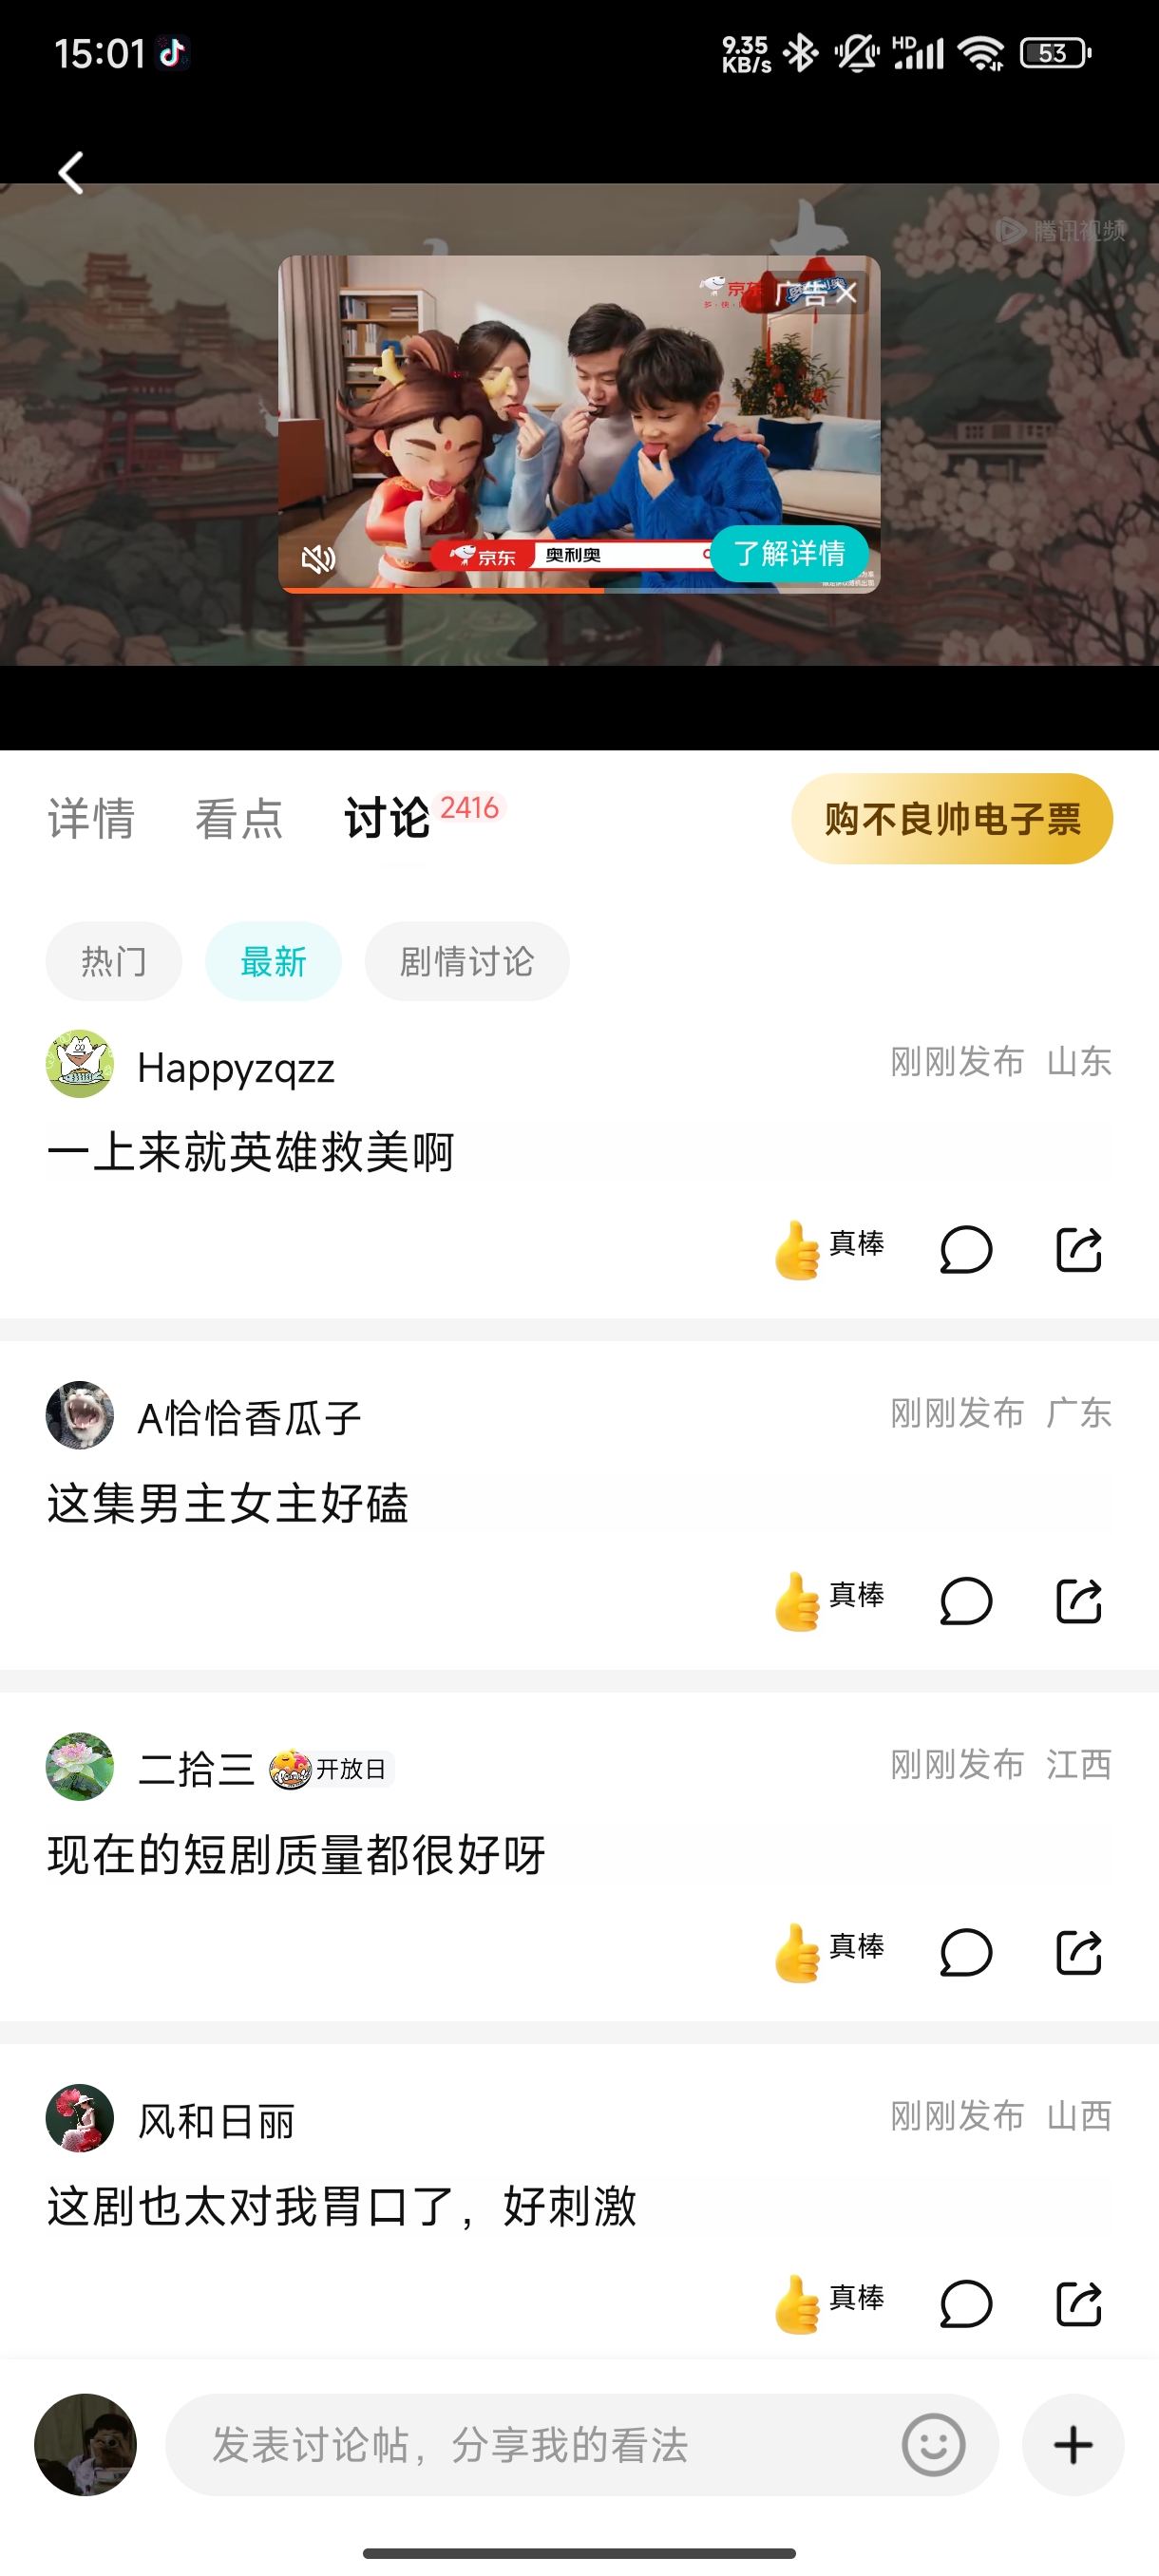 15:01
9.35
KB/s
HD
53
腾讯视频
京东
广告
京东
奥利奥
了解详情
详情
看点
讨论
2416
购不良帅电子票
热门
最新
剧情讨论
Happyzqzz
刚刚发布 山东
一上来就英雄救美啊
真棒
A恰恰香瓜子
刚刚发布 广东
这集男主女主好磕
真棒
二拾三
开放日
刚刚发布 江西
现在的短剧质量都很好呀
真棒
风和日丽
刚刚发布 山西
这剧也太对我胃口了，好刺激
真棒
发表讨论帖，分享我的看法